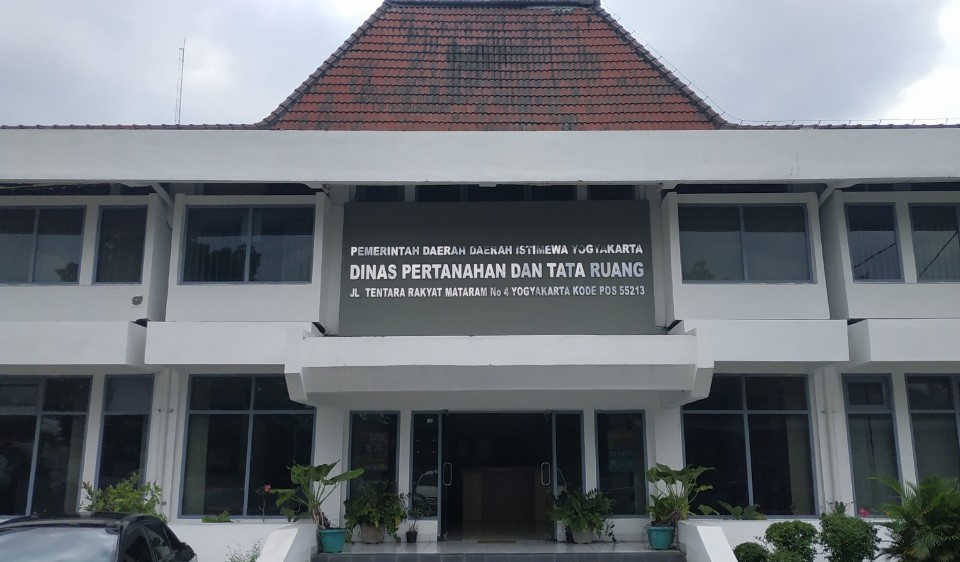 PEMERINTAH DAERAH DAERAH ISTIMEWA YOGYAKARTA
DINAS PERTANAHAN DAN TATA RUANG
JL TENTARA RAKYAT MATARAM No 4 YOGYAKARTA KODE POS 55213